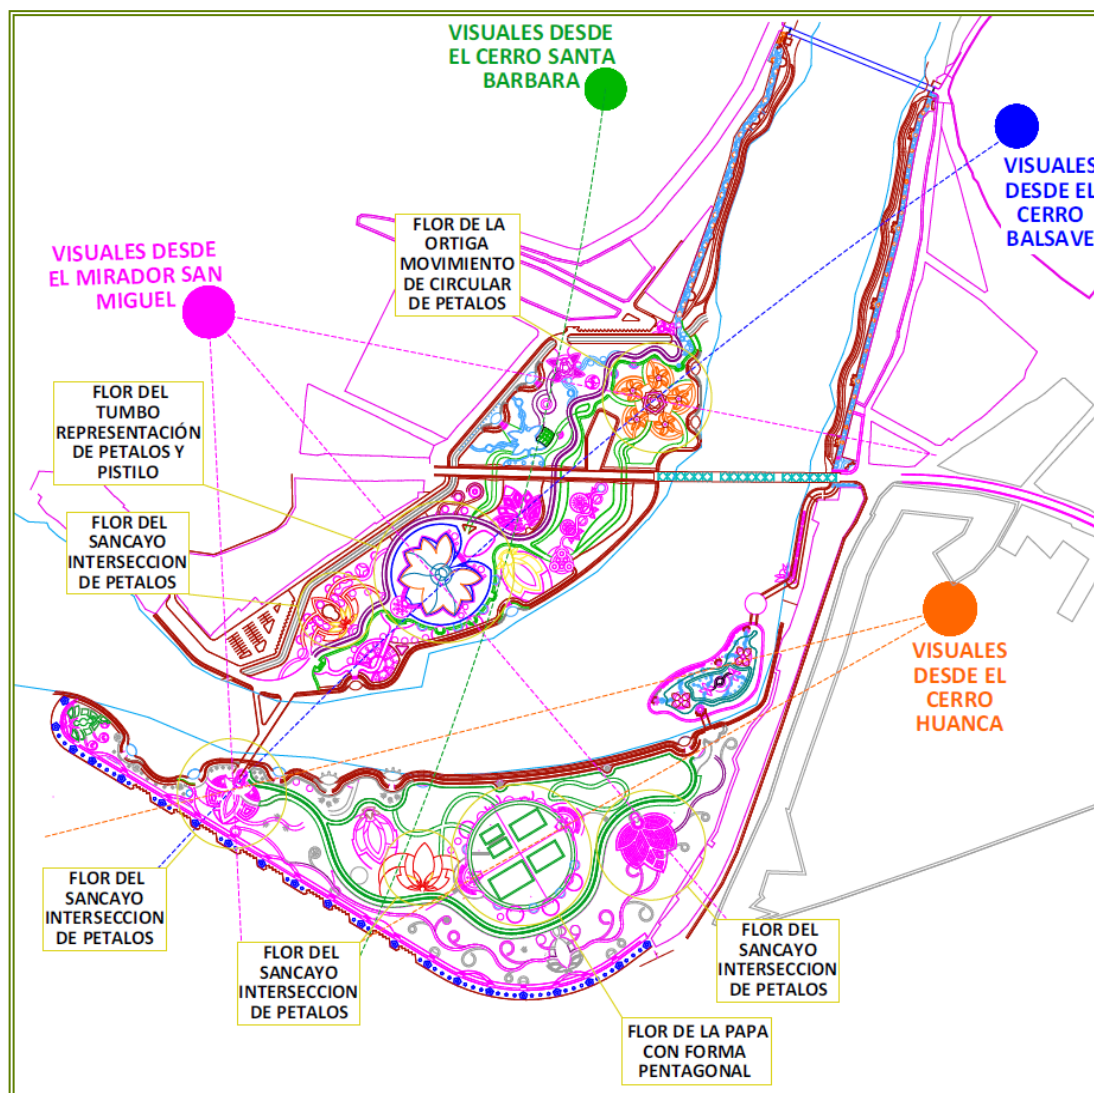 VISUALES DESDE
EL CERRO SANTA
BARBARA
VISUALES
DESDE EL
CERRO
BALSAVE
FLOR DE LA
ORTIGA
MOVIMIENTO
DE CIRCULAR
DE PETALOS
VISUALES DESDE
EL MIRADOR SAN
MIGUEL
FLOR DEL
TUMBO
REPRESENTACIÓN
DE PETALOS Y
PISTILO
FLOR DEL
SANCAYO
INTERSECCION
DE PETALOS
VISUALES
DESDE EL
CERRO
HUANCA
FLOR DEL
SANCAYO
INTERSECCION
DE PETALOS
FLOR DEL
SANCAYO
INTERSECCION
DE PETALOS
FLOR DEL
SANCAYO
INTERSECCION
DE PETALOS
FLOR DE LA PAPA
CON FORMA
PENTAGONAL